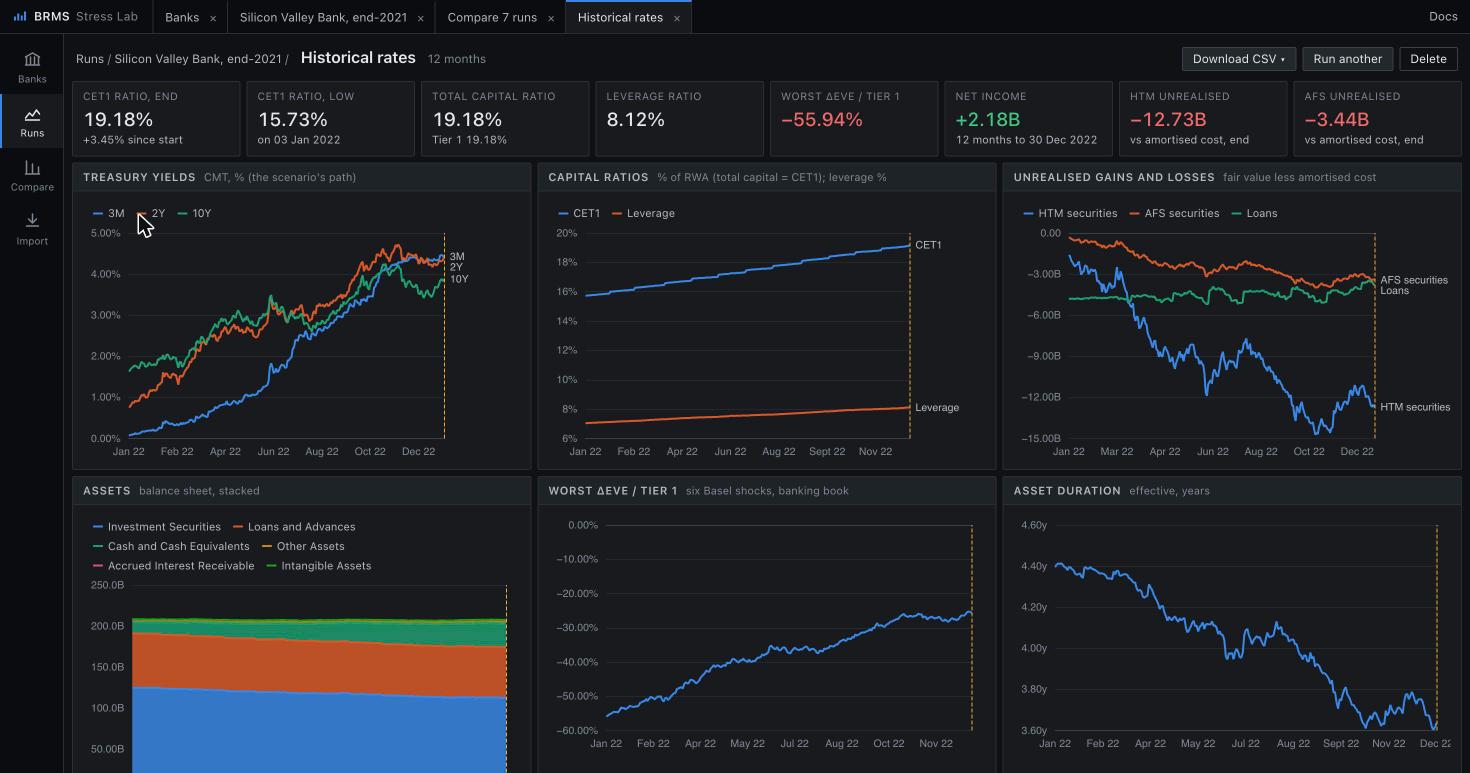 BRMS Stress Lab
Banks ×
Silicon Valley Bank, end-2021 ×
Compare 7 runs ×
Historical rates ×
Docs
Banks
Runs
Compare
Import
Runs / Silicon Valley Bank, end-2021 / Historical rates 12 months
Download CSV ▾
Run another
Delete
CET1 RATIO, END
19.18%
+3.45% since start
CET1 RATIO, LOW
15.73%
on 03 Jan 2022
TOTAL CAPITAL RATIO
19.18%
Tier 1 19.18%
LEVERAGE RATIO
8.12%
WORST ΔEVE / TIER 1
−55.94%
NET INCOME
+2.18B
12 months to 30 Dec 2022
HTM UNREALISED
−12.73B
vs amortised cost, end
AFS UNREALISED
−3.44B
vs amortised cost, end
TREASURY YIELDS CMT, % (the scenario's path)
3M 2Y 10Y
5.00%
4.00%
3.00%
2.00%
1.00%
0.00%
3M
2Y
10Y
Jan 22 Feb 22 Apr 22 Jun 22 Aug 22 Oct 22 Dec 22
CAPITAL RATIOS % of RWA (total capital = CET1); leverage %
CET1 Leverage
20%
18%
16%
14%
12%
10%
8%
6%
CET1
Leverage
Jan 22 Feb 22 Apr 22 Jun 22 Aug 22 Sept 22 Nov 22
UNREALISED GAINS AND LOSSES fair value less amortised cost
HTM securities AFS securities Loans
0.00
−3.00B
−6.00B
−9.00B
−12.00B
−15.00B
AFS securities
Loans
HTM securities
Jan 22 Mar 22 Apr 22 Jun 22 Aug 22 Oct 22 Dec 22
ASSETS balance sheet, stacked
Investment Securities Loans and Advances
Cash and Cash Equivalents Other Assets
Accrued Interest Receivable Intangible Assets
250.0B
200.0B
150.0B
100.0B
50.00B
WORST ΔEVE / TIER 1 six Basel shocks, banking book
0.00%
−10.00%
−20.00%
−30.00%
−40.00%
−50.00%
−60.00%
Jan 22 Feb 22 Apr 22 May 22 Jul 22 Aug 22 Oct 22 Nov 22
ASSET DURATION effective, years
4.60y
4.40y
4.20y
4.00y
3.80y
3.60y
Jan 22 Feb 22 Apr 22 May 22 Jul 22 Aug 22 Sept 22 Nov 22 Dec 22